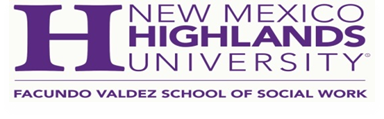 H NEW MEXICO
HIGHLANDS
UNIVERSITY®
FACUNDO VALDEZ SCHOOL OF SOCIAL WORK